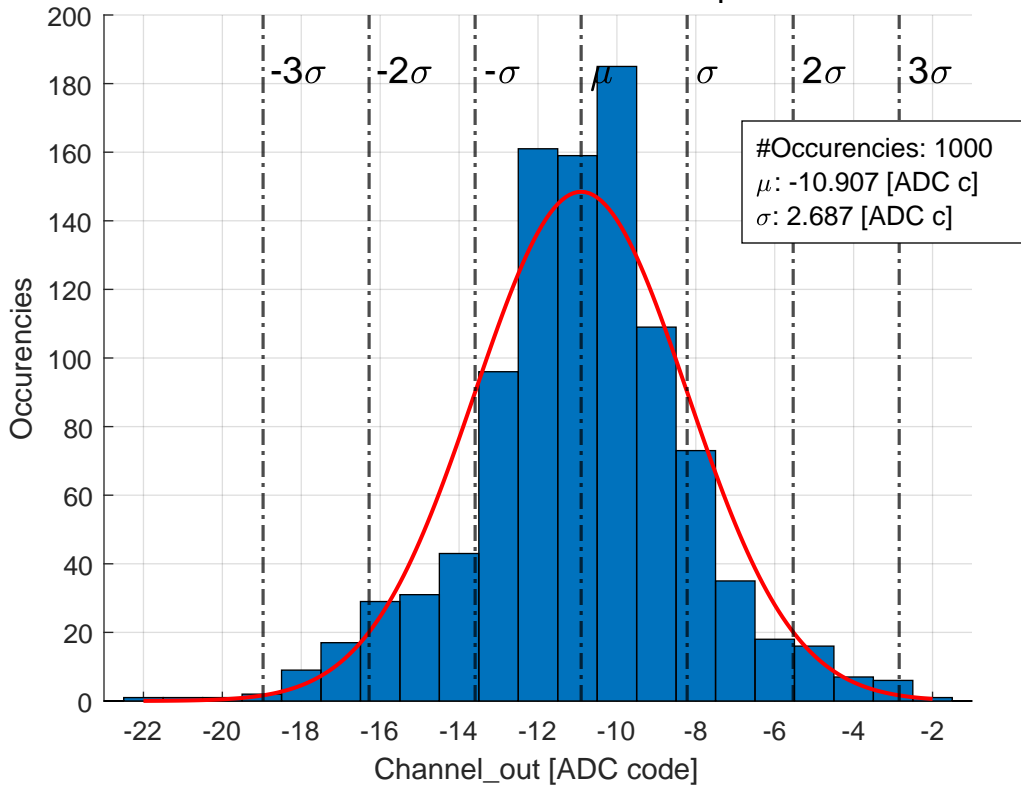 200
180
160
140
120
100
80
60
40
20
0
Occurencies
-3σ
-2σ
-σ
μ
σ
2σ
3σ
#Occurencies: 1000
μ: -10.907 [ADC c]
σ: 2.687 [ADC c]
-22 -20 -18 -16 -14 -12 -10 -8 -6 -4 -2
Channel_out [ADC code]